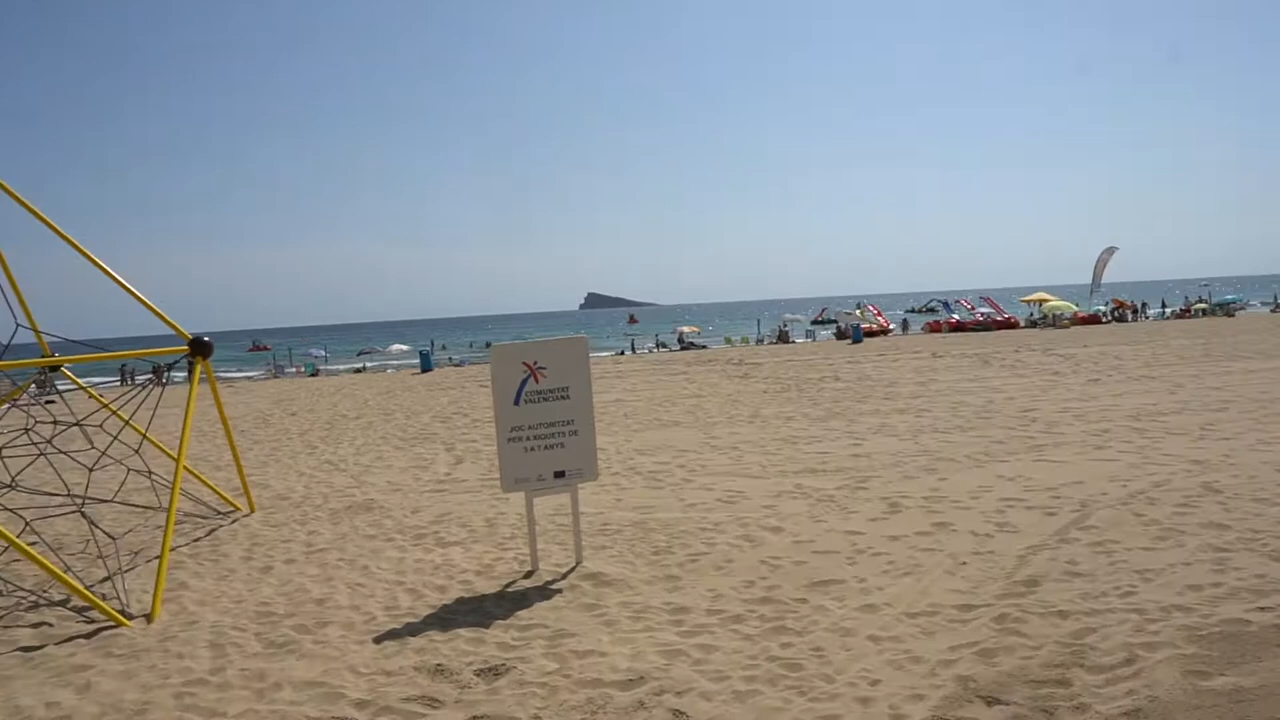 COMUNITAT
VALENCIANA
JOC AUTORITZAT
PER A XIQUETS DE
3 A 7 ANYS